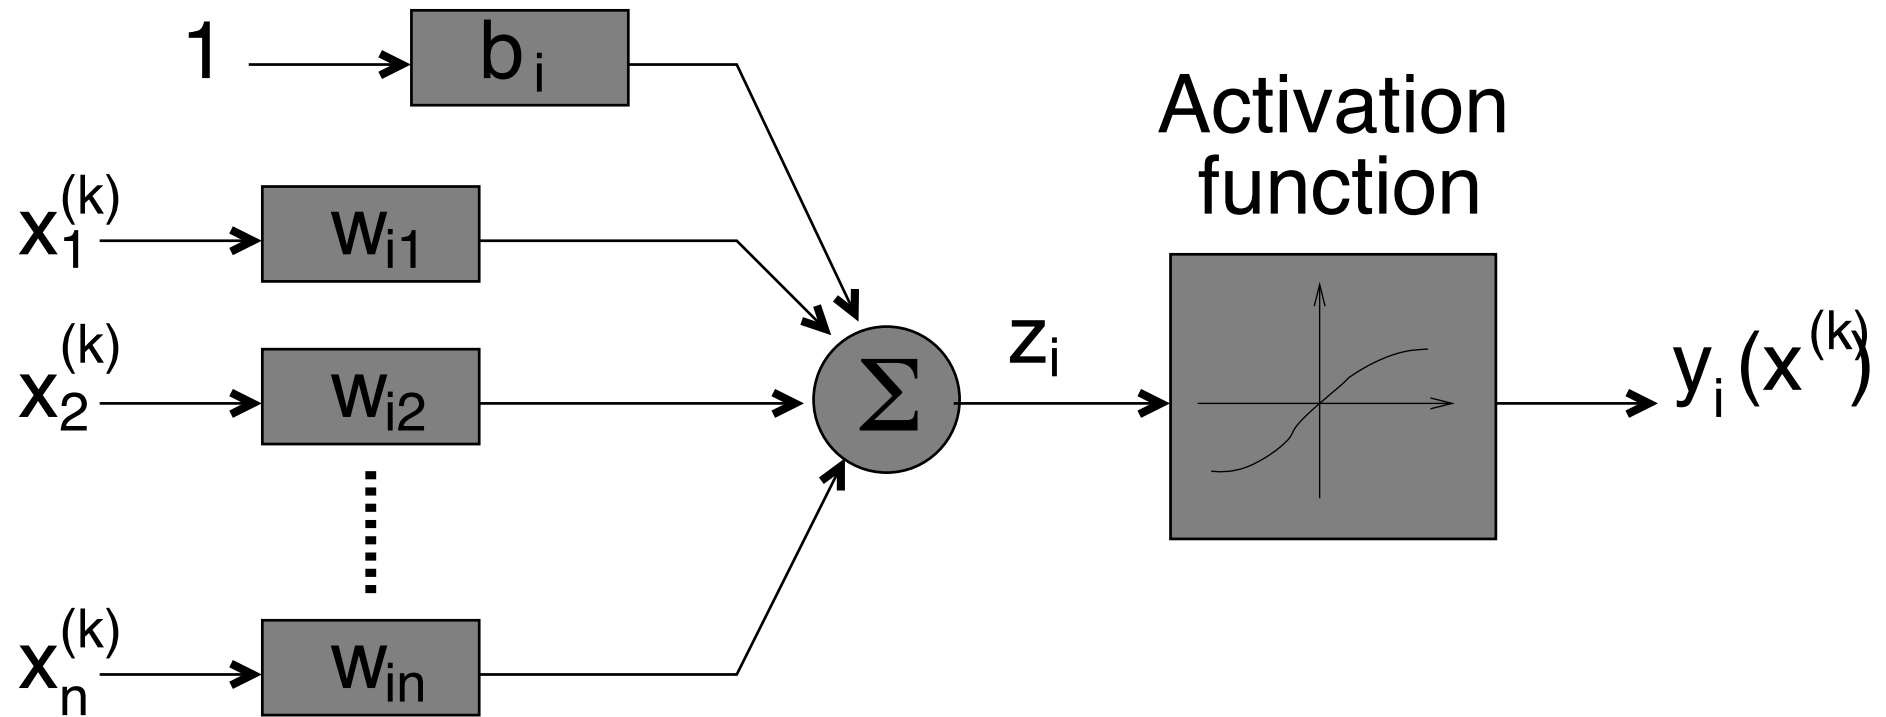 1 b_i
Activation
function
x_1^(k) w_i1
x_2^(k) w_i2
Σ z_i y_i(x^(k))
x_n^(k) w_in